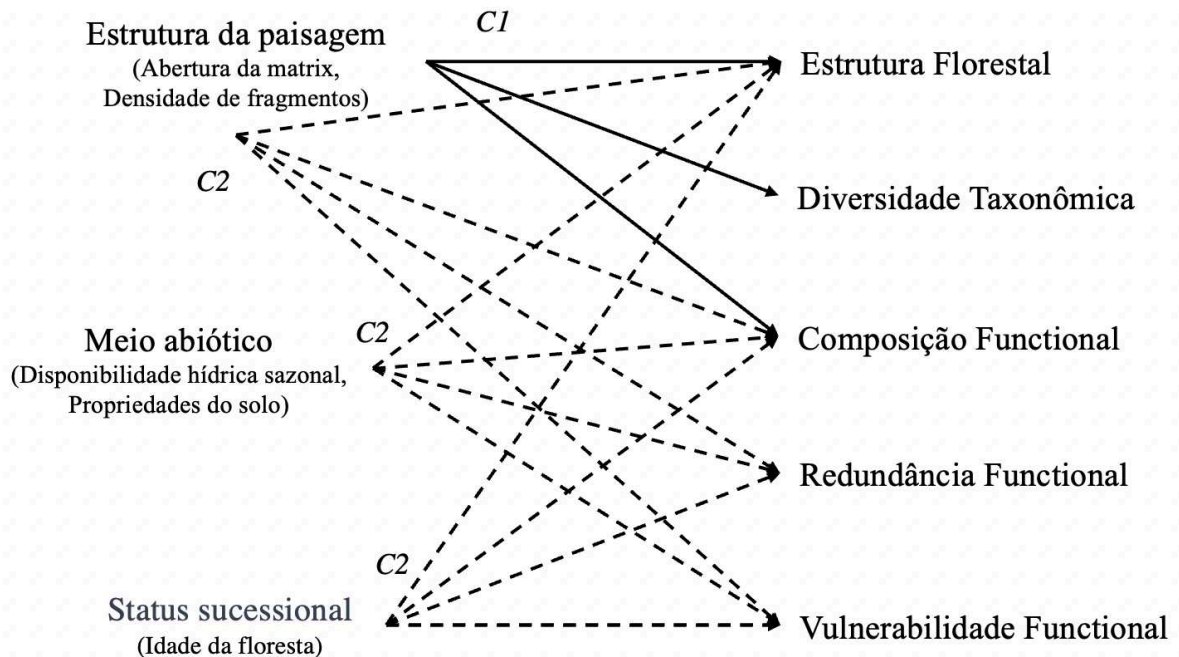 C1
Estrutura da paisagem
(Abertura da matrix,
Densidade de fragmentos)
C2
Meio abiótico
(Disponibilidade hídrica sazonal,
Propriedades do solo)
C2
Status sucessional
(Idade da floresta)
C2
Estrutura Florestal
Diversidade Taxonômica
Composição Functional
Redundância Functional
Vulnerabilidade Functional